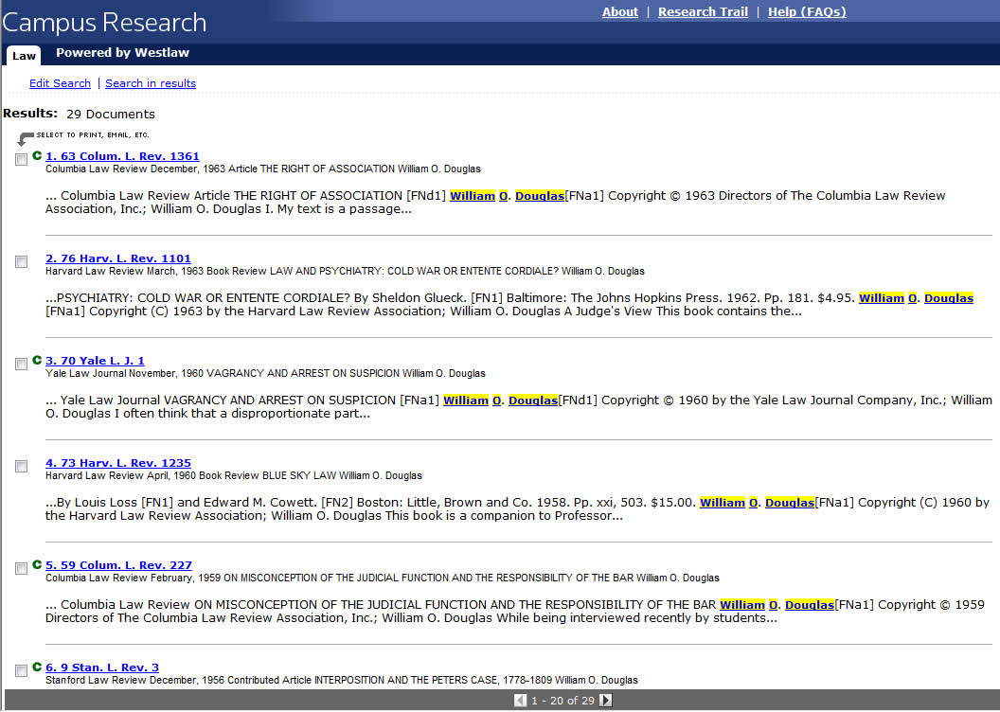 Campus Research
About | Research Trail | Help (FAQs)
Law Powered by Westlaw
Edit Search | Search in results
Results: 29 Documents
SELECT TO PRINT, EMAIL, ETC.
C 1. 63 Colum. L. Rev. 1361
Columbia Law Review December, 1963 Article THE RIGHT OF ASSOCIATION William O. Douglas
... Columbia Law Review Article THE RIGHT OF ASSOCIATION [FNd1] William O. Douglas[FNa1] Copyright © 1963 Directors of The Columbia Law Review
Association, Inc.; William O. Douglas I. My text is a passage...
2. 76 Harv. L. Rev. 1101
Harvard Law Review March, 1963 Book Review LAW AND PSYCHIATRY: COLD WAR OR ENTENTE CORDIALE? William O. Douglas
...PSYCHIATRY: COLD WAR OR ENTENTE CORDIALE? By Sheldon Glueck. [FN1] Baltimore: The Johns Hopkins Press. 1962. Pp. 181. $4.95. William O. Douglas
[FNa1] Copyright (C) 1963 by the Harvard Law Review Association; William O. Douglas A Judge's View This book contains the...
C 3. 70 Yale L. J. 1
Yale Law Journal November, 1960 VAGRANCY AND ARREST ON SUSPICION William O. Douglas
... Yale Law Journal VAGRANCY AND ARREST ON SUSPICION [FNa1] William O. Douglas[FNd1] Copyright © 1960 by the Yale Law Journal Company, Inc.; William
O. Douglas I often think that a disproportionate part...
4. 73 Harv. L. Rev. 1235
Harvard Law Review April, 1960 Book Review BLUE SKY LAW William O. Douglas
...By Louis Loss [FN1] and Edward M. Cowett. [FN2] Boston: Little, Brown and Co. 1958. Pp. xxi, 503. $15.00. William O. Douglas[FNa1] Copyright (C) 1960 by
the Harvard Law Review Association; William O. Douglas This book is a companion to Professor...
C 5. 59 Colum. L. Rev. 227
Columbia Law Review February, 1959 ON MISCONCEPTION OF THE JUDICIAL FUNCTION AND THE RESPONSIBILITY OF THE BAR William O. Douglas
... Columbia Law Review ON MISCONCEPTION OF THE JUDICIAL FUNCTION AND THE RESPONSIBILITY OF THE BAR William O. Douglas[FNa1] Copyright © 1959
Directors of The Columbia Law Review Association, Inc.; William O. Douglas While being interviewed recently by students...
C 6. 9 Stan. L. Rev. 3
Stanford Law Review December, 1956 Contributed Article INTERPOSITION AND THE PETERS CASE, 1778-1809 William O. Douglas
1 - 20 of 29